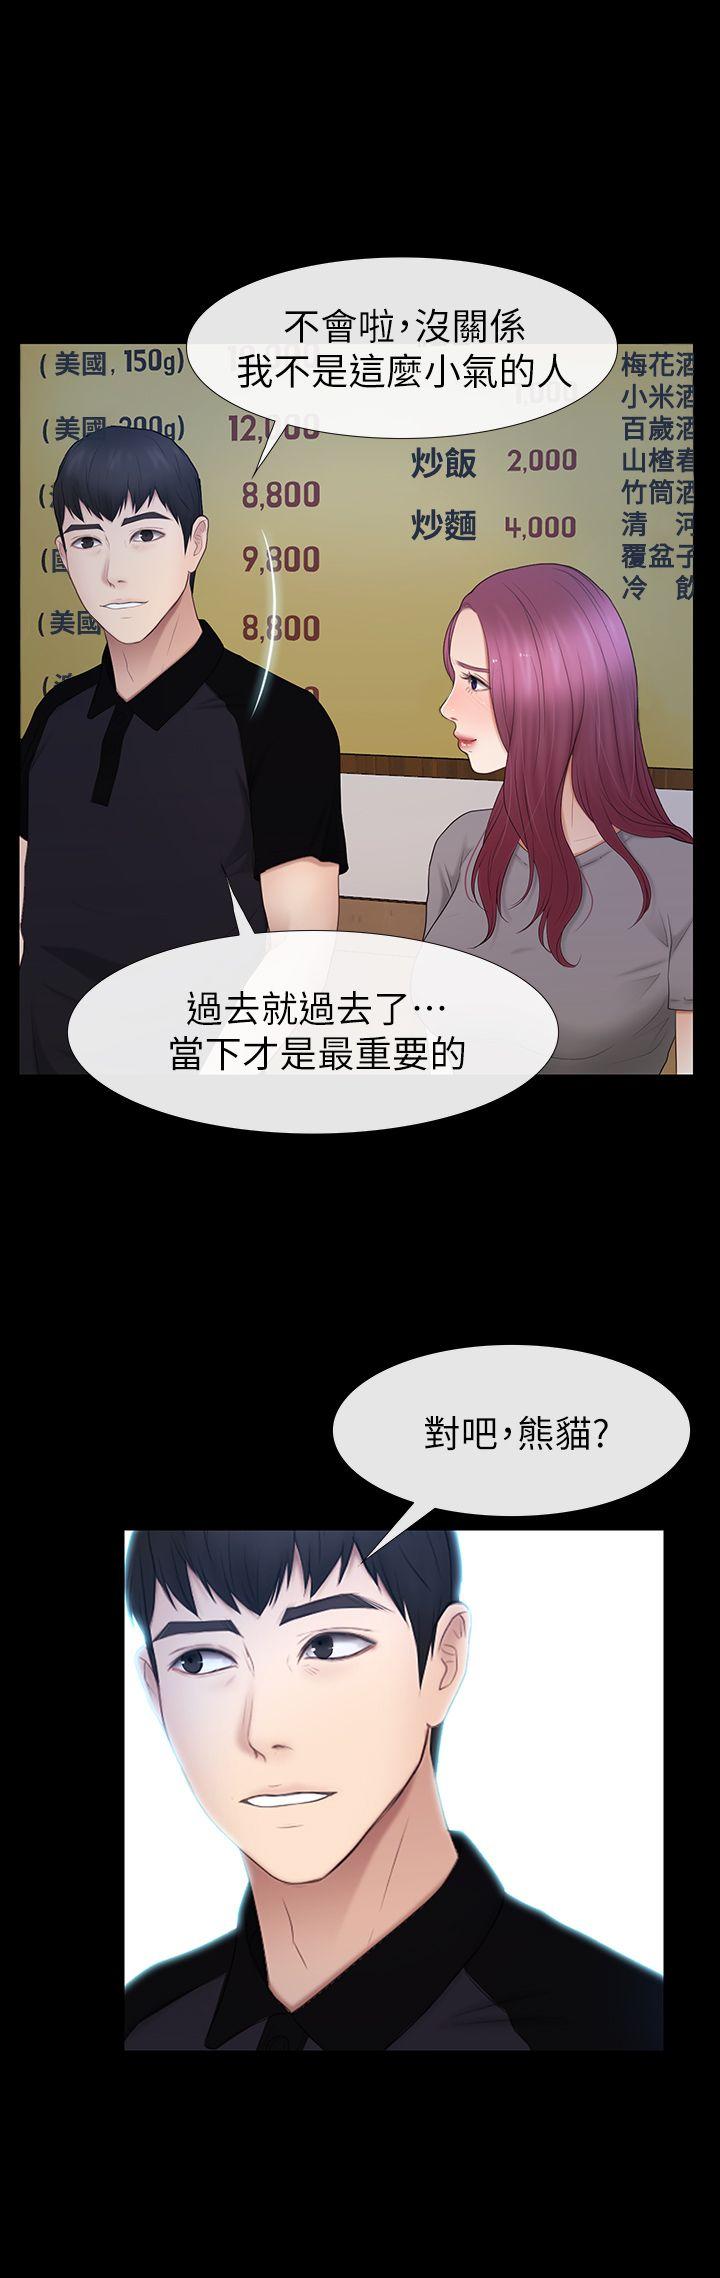 不會啦，沒關係
我不是這麼小氣的人
(美國, 150g)
(美國, 200g) 12,000
8,800
(國 9,800
(美國 8,800
1,000
炒飯 2,000
炒麵 4,000
梅花酒
小米酒
百歲酒
山楂春
竹筒酒
清 河
覆盆子
冷 飲
過去就過去了…
當下才是最重要的
對吧，熊貓?